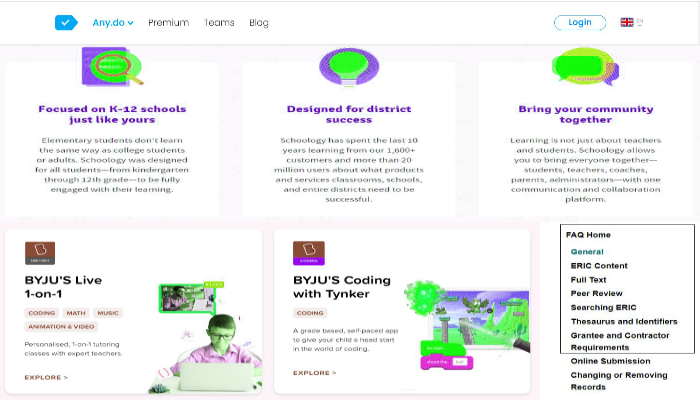 Any.do
Premium
Teams
Blog
Login
EN
Focused on K-12 schools
just like yours
Elementary students don't learn
the same way as college students
or adults. Schoology was designed
for all students—from kindergarten
through 12th grade—to be fully
engaged with their learning.
Designed for district
success
Schoology has spent the last 10
years learning from our 1,600+
customers and more than 20
million users about what products
and services classrooms, schools,
and entire districts need to be
successful.
Bring your community
together
Learning is not just about teachers
and students. Schoology allows
you to bring everyone together—
students, teachers, coaches,
parents, administrators—with one
communication and collaboration
platform.
BYJU'S Live
1-on-1
CODING
MATH
MUSIC
ANIMATION & VIDEO
Personalised, 1-on-1 tutoring
classes with expert teachers.
EXPLORE >
CODING
BYJU'S Coding
with Tynker
CODING
A grade based, self-paced app
to give your child a head start
in the world of coding.
EXPLORE >
FAQ Home
General
ERIC Content
Full Text
Peer Review
Searching ERIC
Thesaurus and Identifiers
Grantee and Contractor
Requirements
Online Submission
Changing or Removing
Records